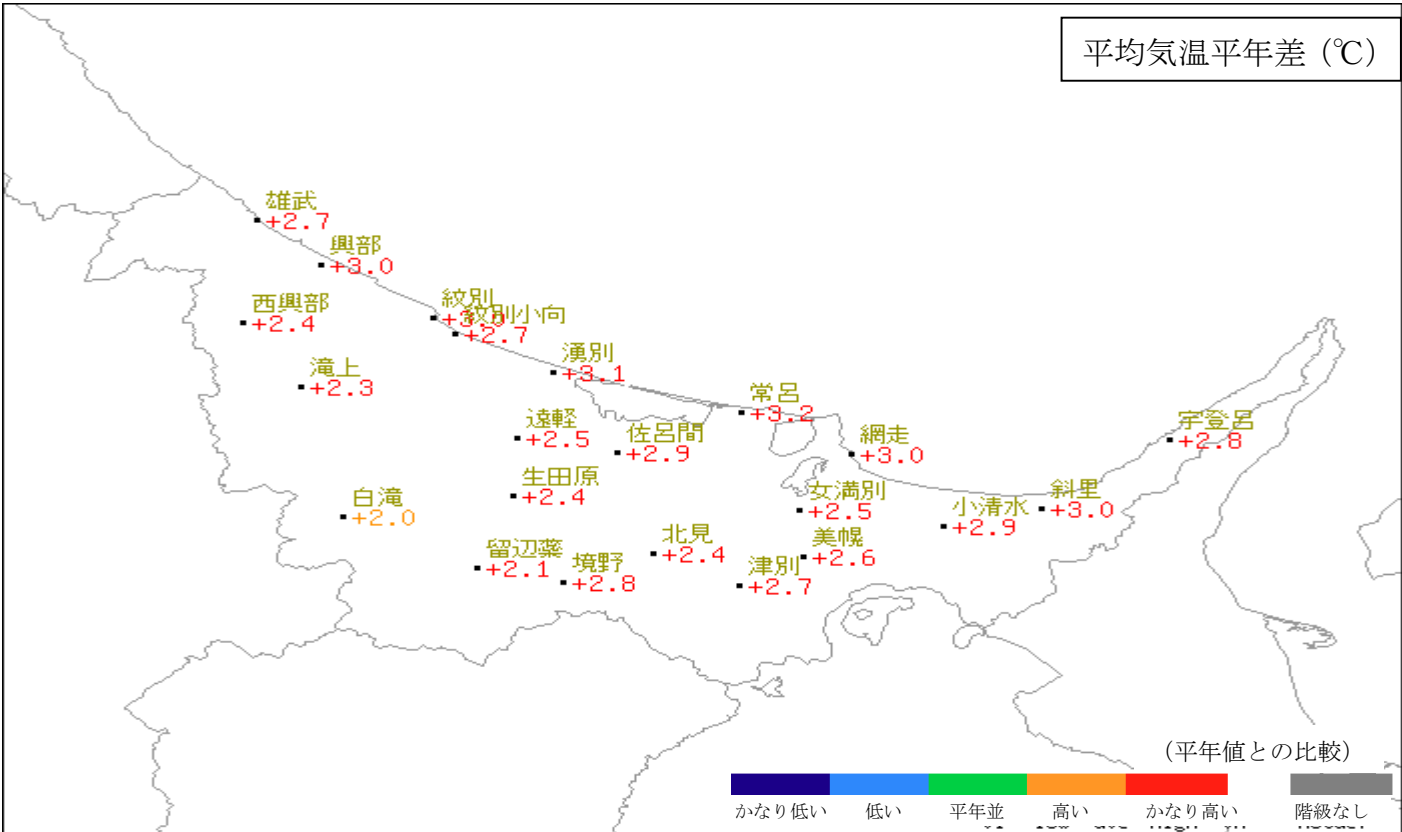 平均気温平年差（℃）
雄武
+2.7
興部
+3.0
西興部
+2.4
紋別
+3.0
紋別小向
+2.7
滝上
+2.3
湧別
+3.1
常呂
+3.2
遠軽
+2.5
佐呂間
+2.9
網走
+3.0
宇登呂
+2.8
生田原
+2.4
白滝
+2.0
女満別
+2.5
小清水
+2.9
斜里
+3.0
北見
+2.4
美幌
+2.6
留辺蘂
+2.1
境野
+2.8
津別
+2.7
（平年値との比較）
かなり低い 低い 平年並 高い かなり高い 階級なし